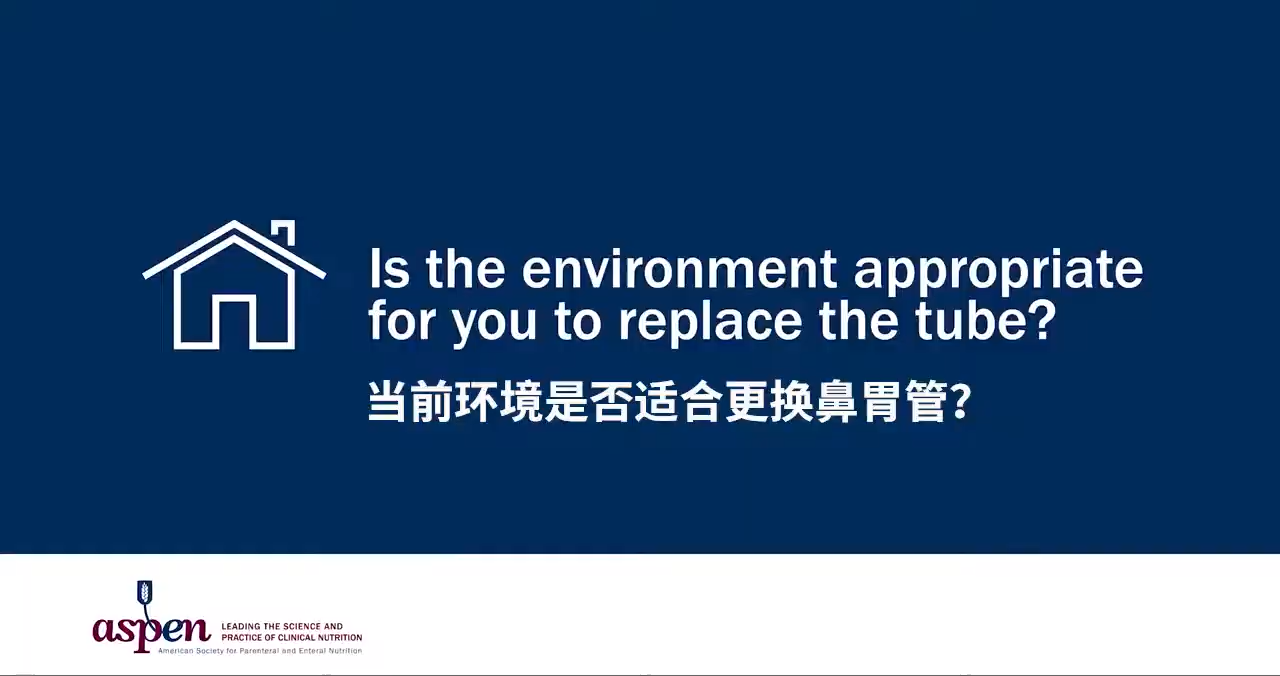 Is the environment appropriate
for you to replace the tube?
当前环境是否适合更换鼻胃管？
aspen
LEADING THE SCIENCE AND
PRACTICE OF CLINICAL NUTRITION
American Society for Parenteral and Enteral Nutrition